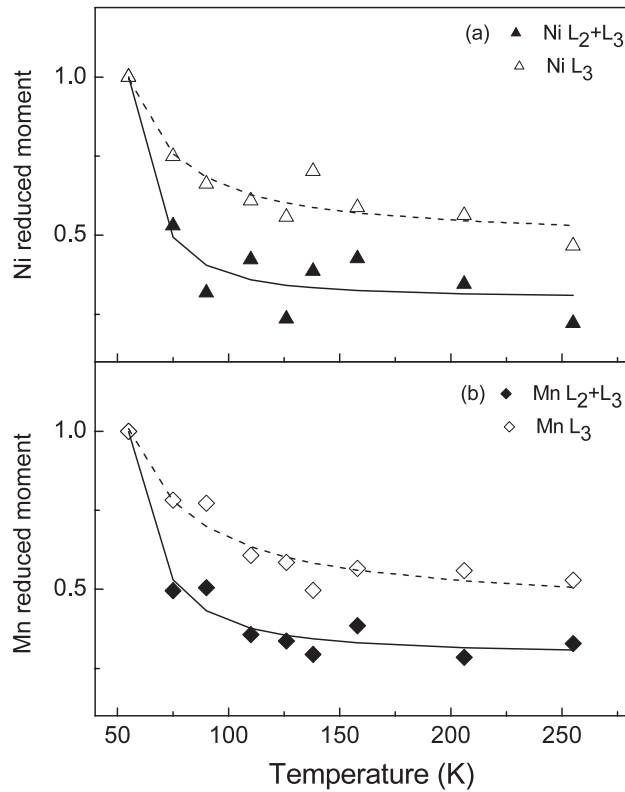 (a) Ni L2+L3
Ni L3
1.0
0.5
Ni reduced moment
(b) Mn L2+L3
Mn L3
1.0
0.5
Mn reduced moment
50 100 150 200 250
Temperature (K)